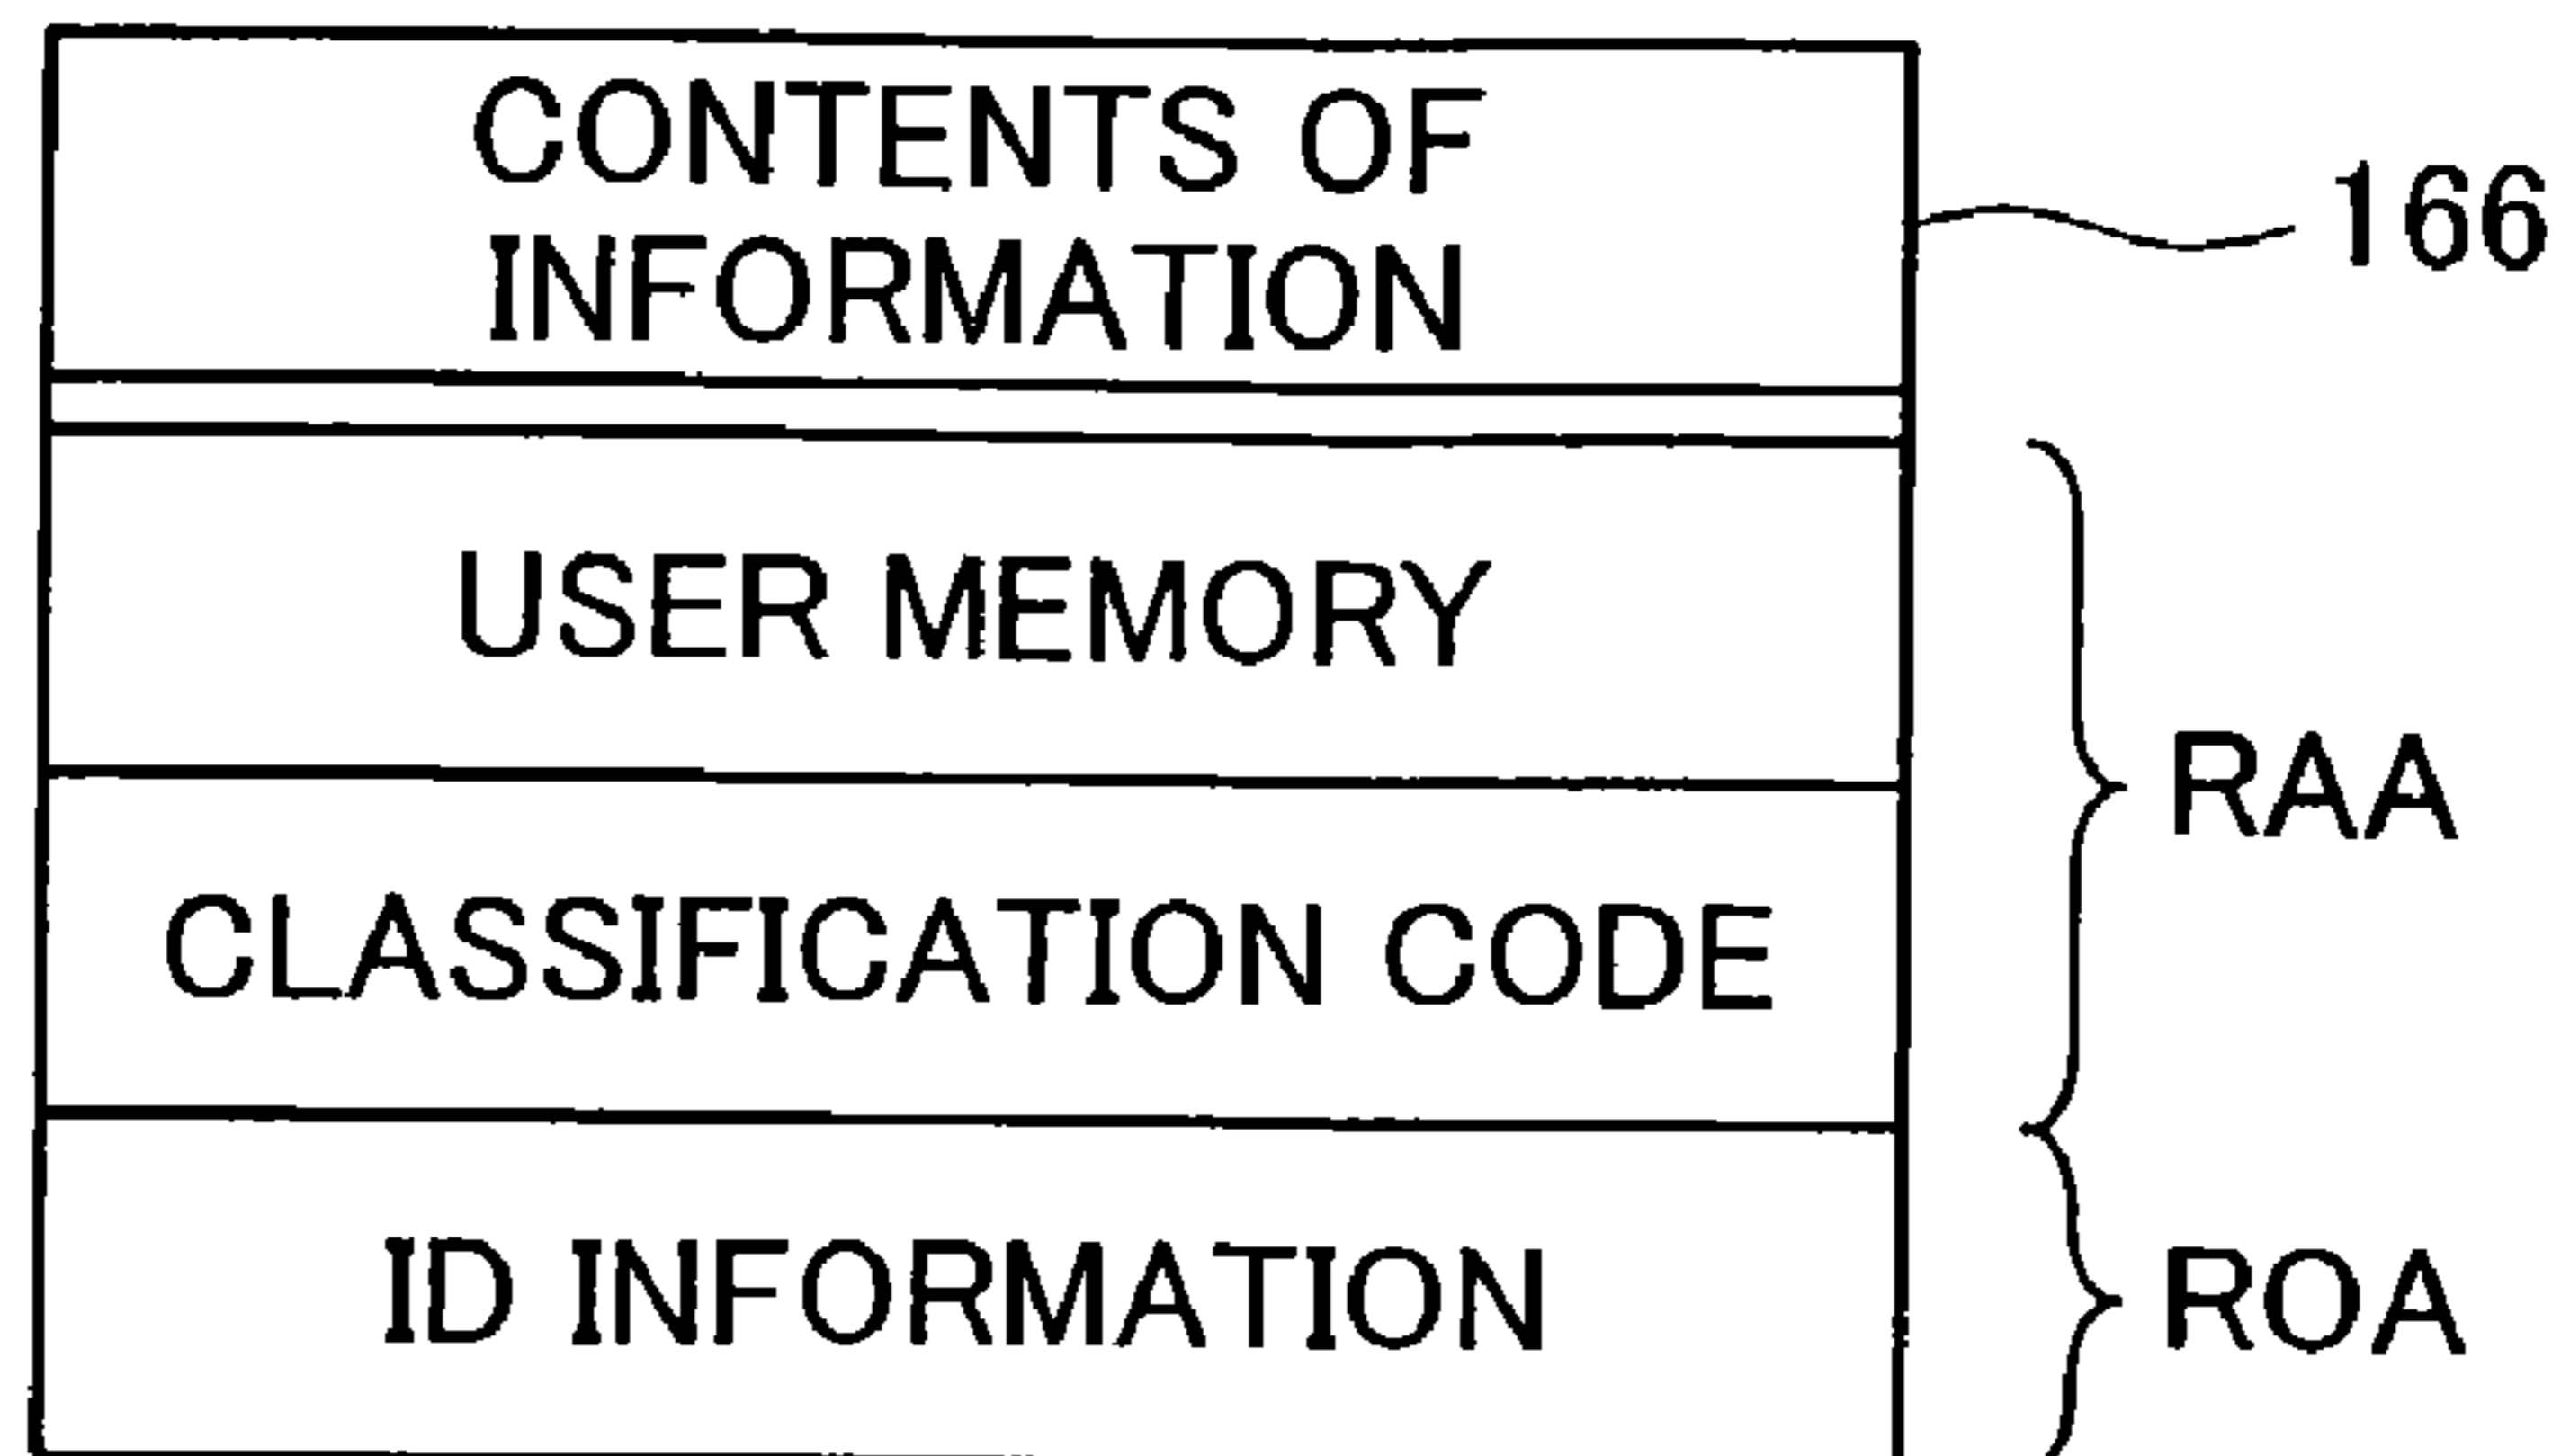 CONTENTS OF
INFORMATION
166
USER MEMORY
RAA
CLASSIFICATION CODE
ID INFORMATION
ROA